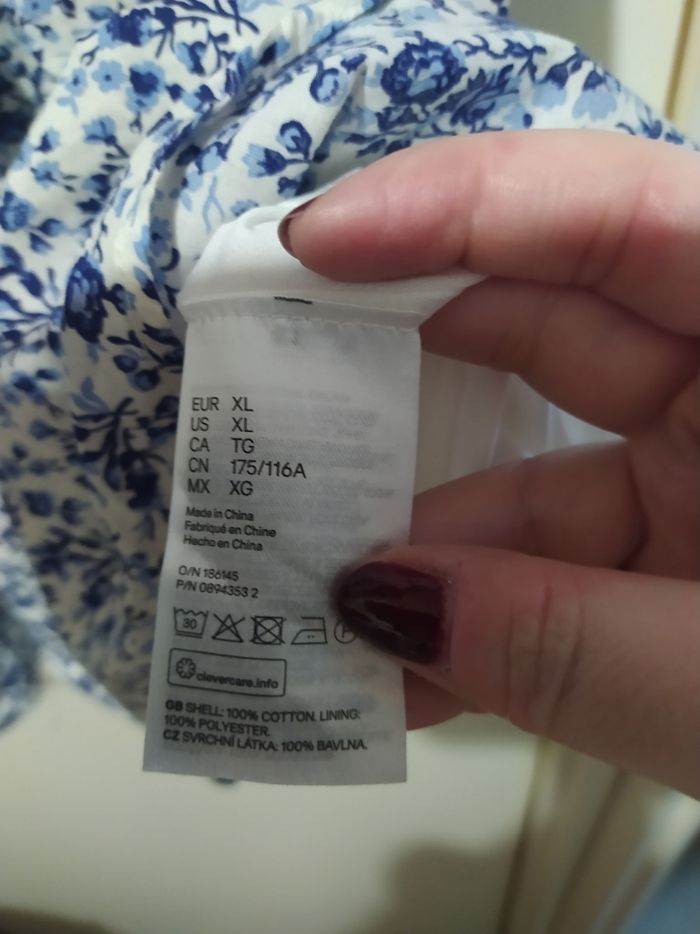 EUR XL
US XL
CA TG
CN 175/116A
MX XG
Made in China
Fabriqué en Chine
Hecho en China
O/N 186145
P/N 0894353 2
30
P
clevercare.info
GB SHELL: 100% COTTON. LINING:
100% POLYESTER.
CZ SVRCHNÍ LÁTKA: 100% BAVLNA.